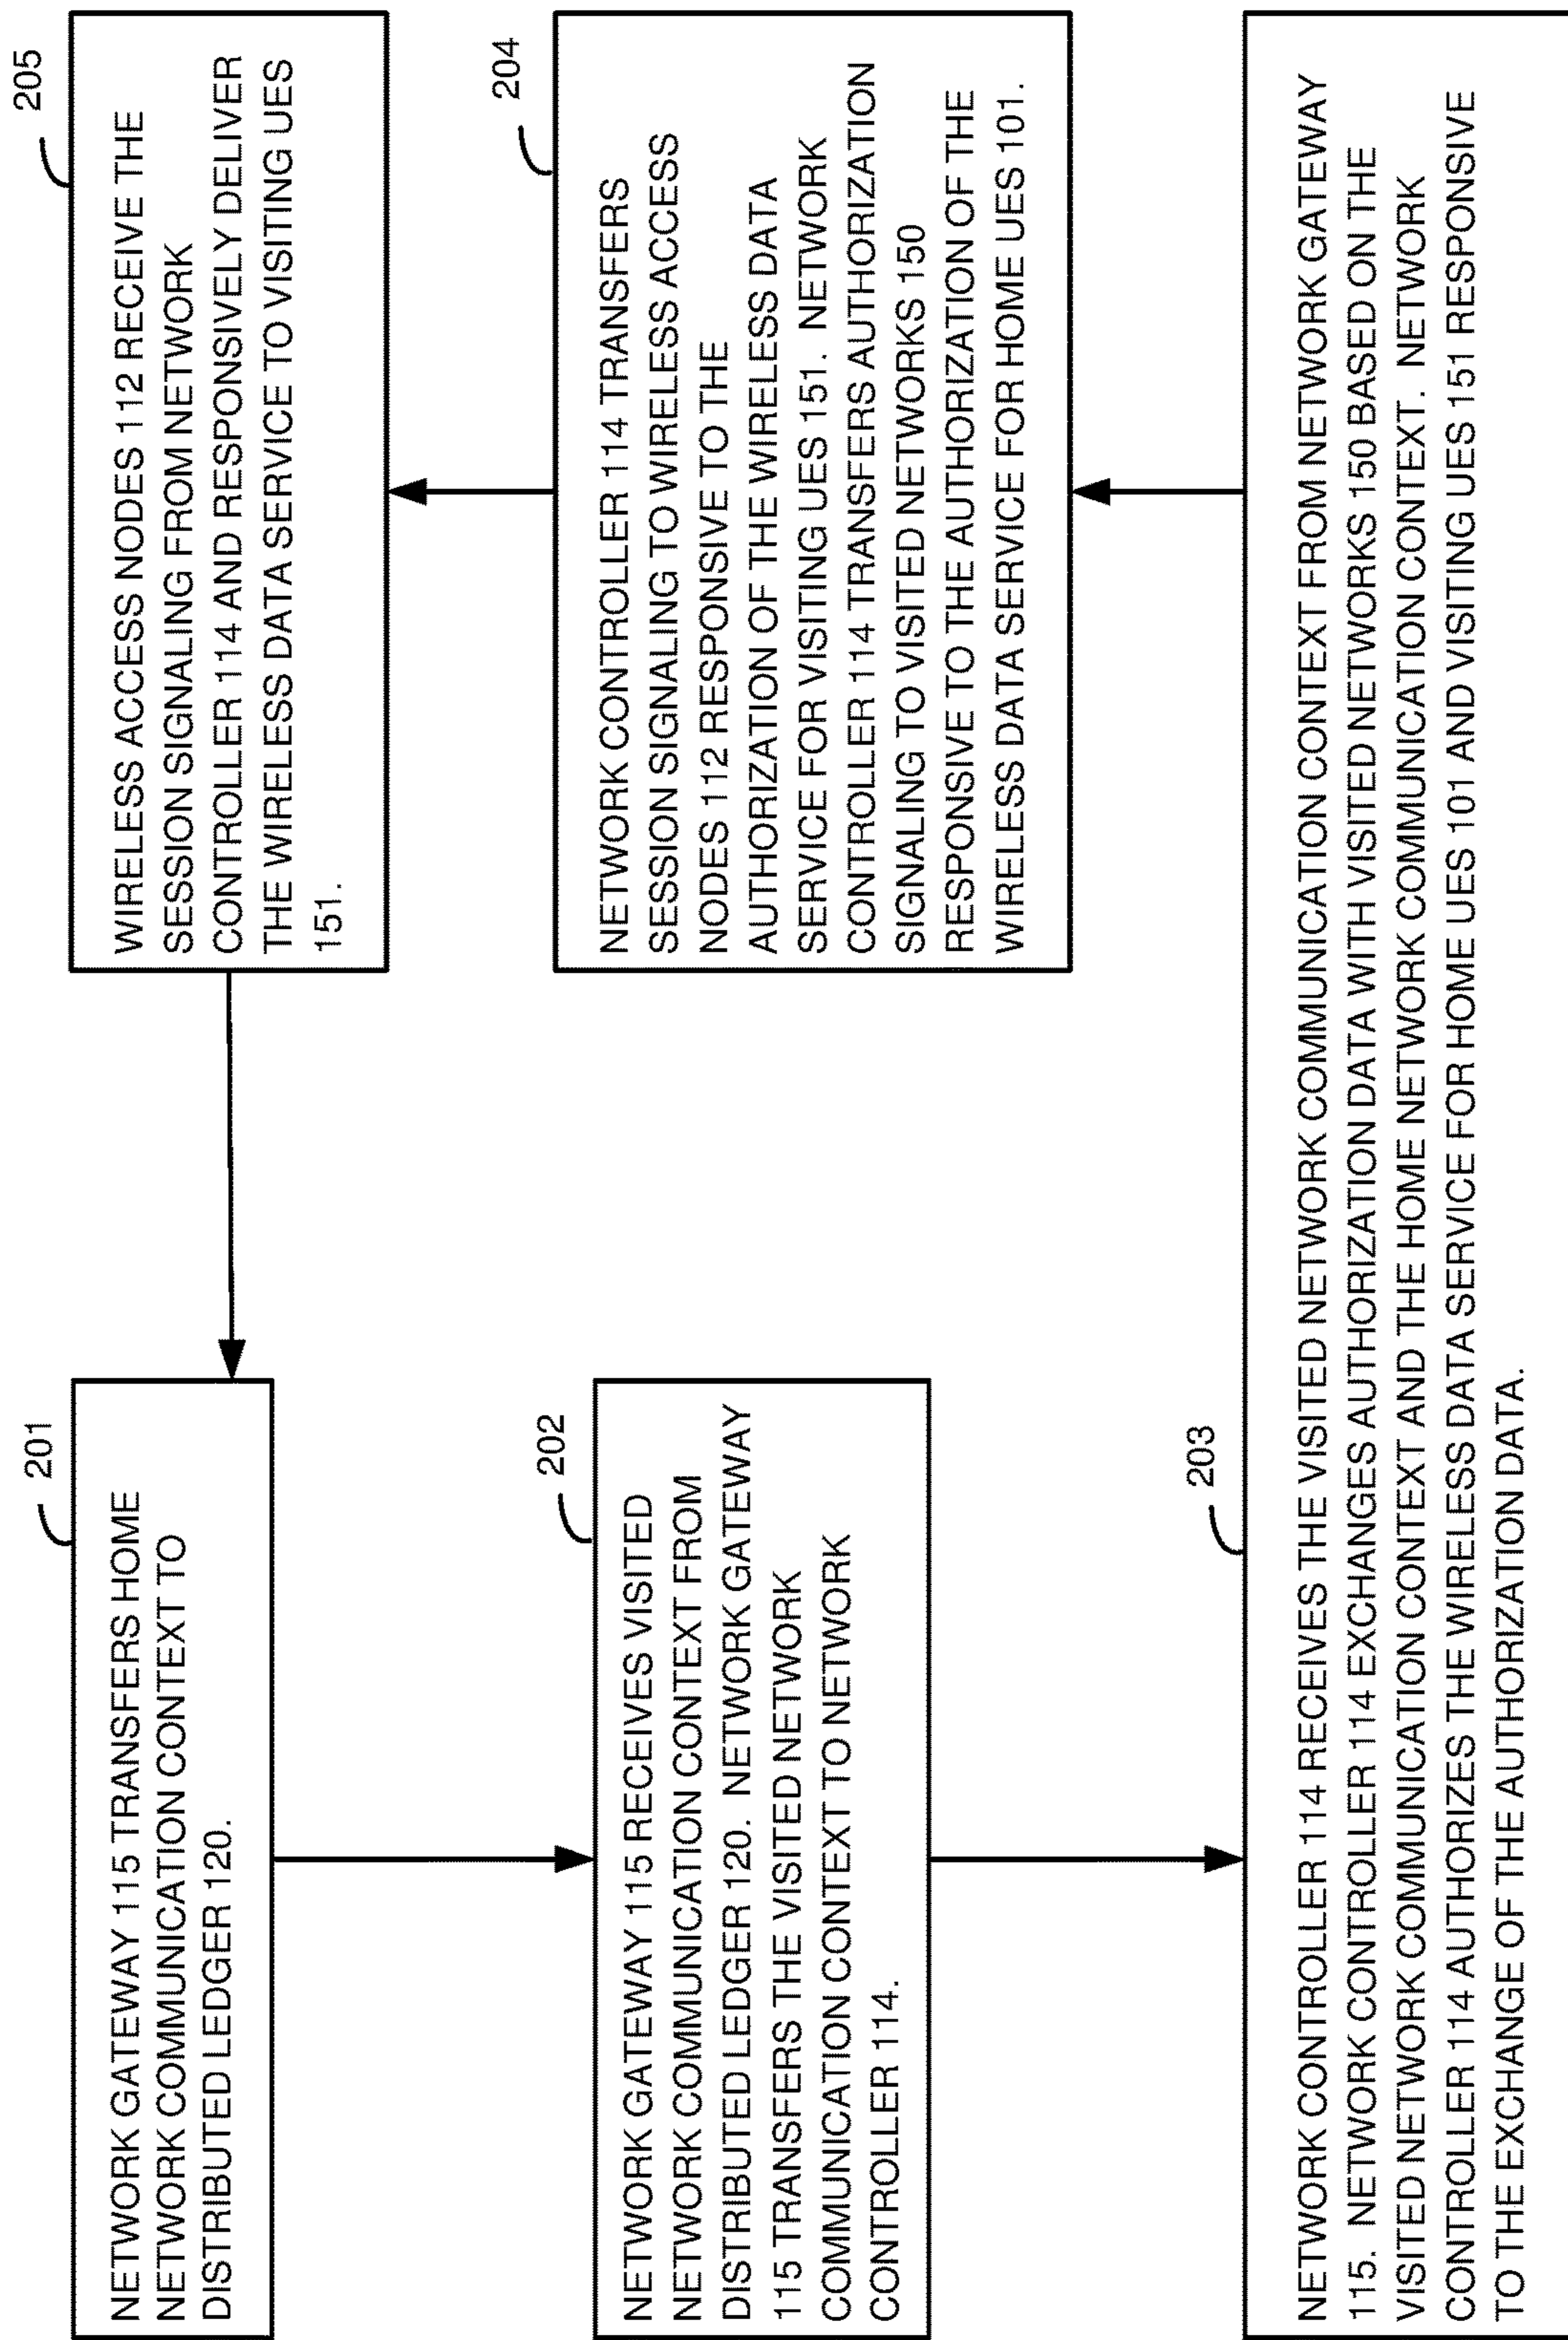 201
NETWORK GATEWAY 115 TRANSFERS HOME
NETWORK COMMUNICATION CONTEXT TO
DISTRIBUTED LEDGER 120.
202
NETWORK GATEWAY 115 RECEIVES VISITED
NETWORK COMMUNICATION CONTEXT FROM
DISTRIBUTED LEDGER 120. NETWORK GATEWAY
115 TRANSFERS THE VISITED NETWORK
COMMUNICATION CONTEXT TO NETWORK
CONTROLLER 114.
203
NETWORK CONTROLLER 114 RECEIVES THE VISITED NETWORK COMMUNICATION CONTEXT FROM NETWORK GATEWAY
115. NETWORK CONTROLLER 114 EXCHANGES AUTHORIZATION DATA WITH VISITED NETWORKS 150 BASED ON THE
VISITED NETWORK COMMUNICATION CONTEXT AND THE HOME NETWORK COMMUNICATION CONTEXT. NETWORK
CONTROLLER 114 AUTHORIZES THE WIRELESS DATA SERVICE FOR HOME UES 101 AND VISITING UES 151 RESPONSIVE
TO THE EXCHANGE OF THE AUTHORIZATION DATA.
204
NETWORK CONTROLLER 114 TRANSFERS
SESSION SIGNALING TO WIRELESS ACCESS
NODES 112 RESPONSIVE TO THE
AUTHORIZATION OF THE WIRELESS DATA
SERVICE FOR VISITING UES 151. NETWORK
CONTROLLER 114 TRANSFERS AUTHORIZATION
SIGNALING TO VISITED NETWORKS 150
RESPONSIVE TO THE AUTHORIZATION OF THE
WIRELESS DATA SERVICE FOR HOME UES 101.
205
WIRELESS ACCESS NODES 112 RECEIVE THE
SESSION SIGNALING FROM NETWORK
CONTROLLER 114 AND RESPONSIVELY DELIVER
THE WIRELESS DATA SERVICE TO VISITING UES
151.